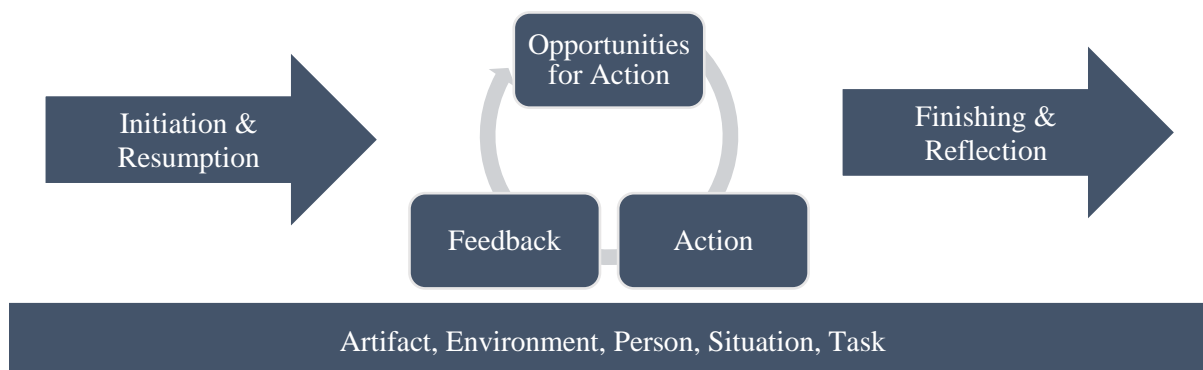 Initiation &
Resumption
Opportunities
for Action
Feedback
Action
Finishing &
Reflection
Artifact, Environment, Person, Situation, Task